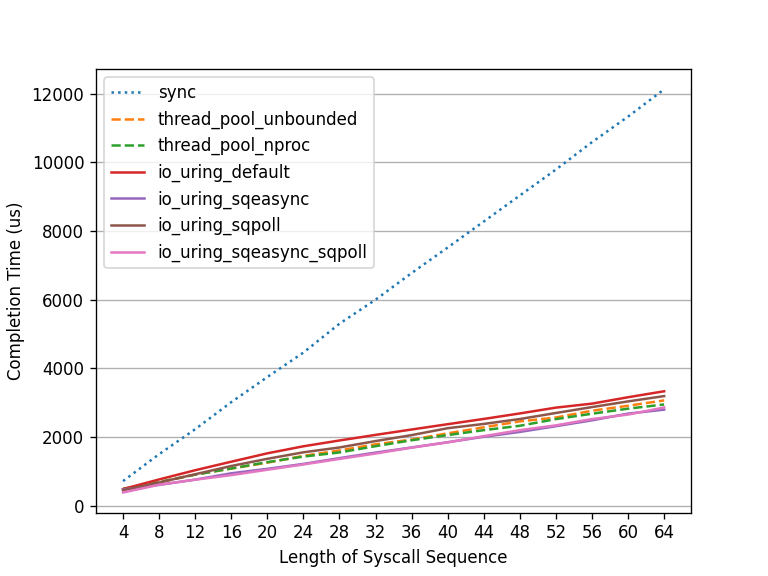 12000
10000
8000
6000
4000
2000
0
Completion Time (us)
sync
thread_pool_unbounded
thread_pool_nproc
io_uring_default
io_uring_sqeasync
io_uring_sqpoll
io_uring_sqeasync_sqpoll
4 8 12 16 20 24 28 32 36 40 44 48 52 56 60 64
Length of Syscall Sequence